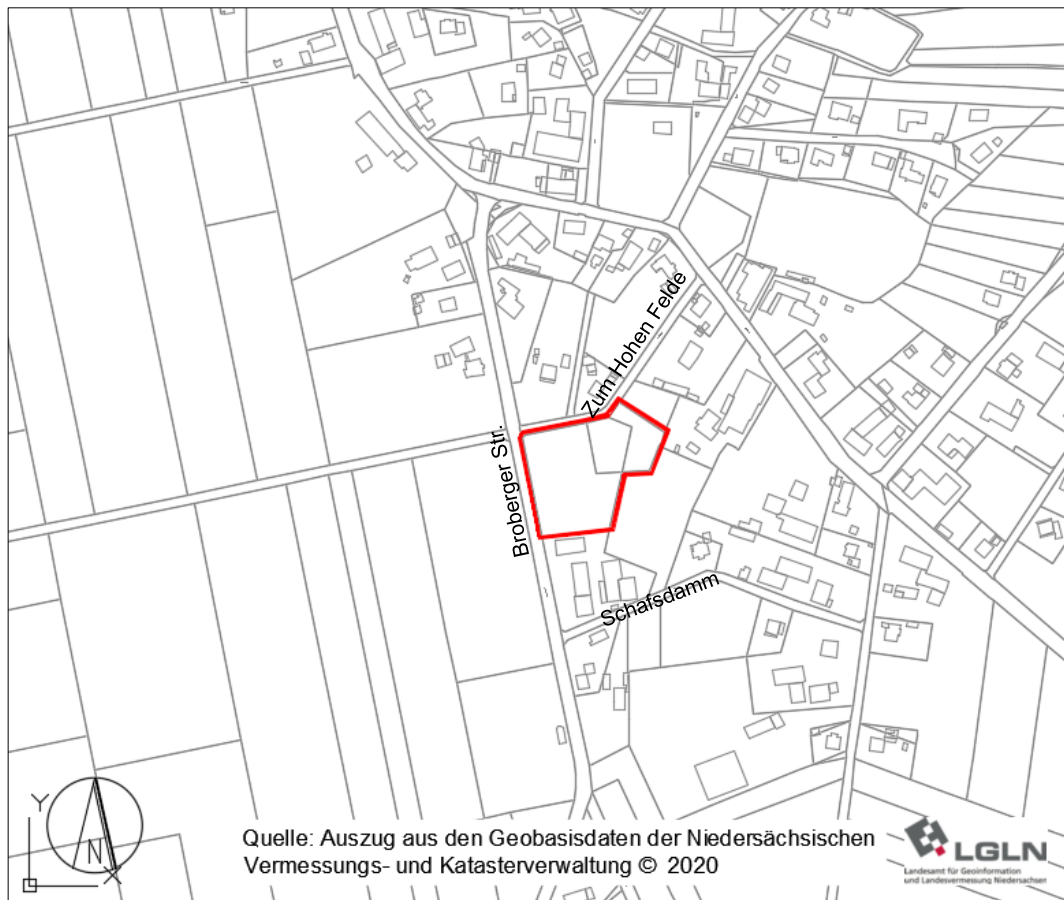 Zum Hohen Felde
Broberger Str.
Schafsdamm
Y
N
X
Quelle: Auszug aus den Geobasisdaten der Niedersächsischen
Vermessungs- und Katasterverwaltung © 2020
LGLN
Landesamt für Geoinformation
und Landesvermessung Niedersachsen